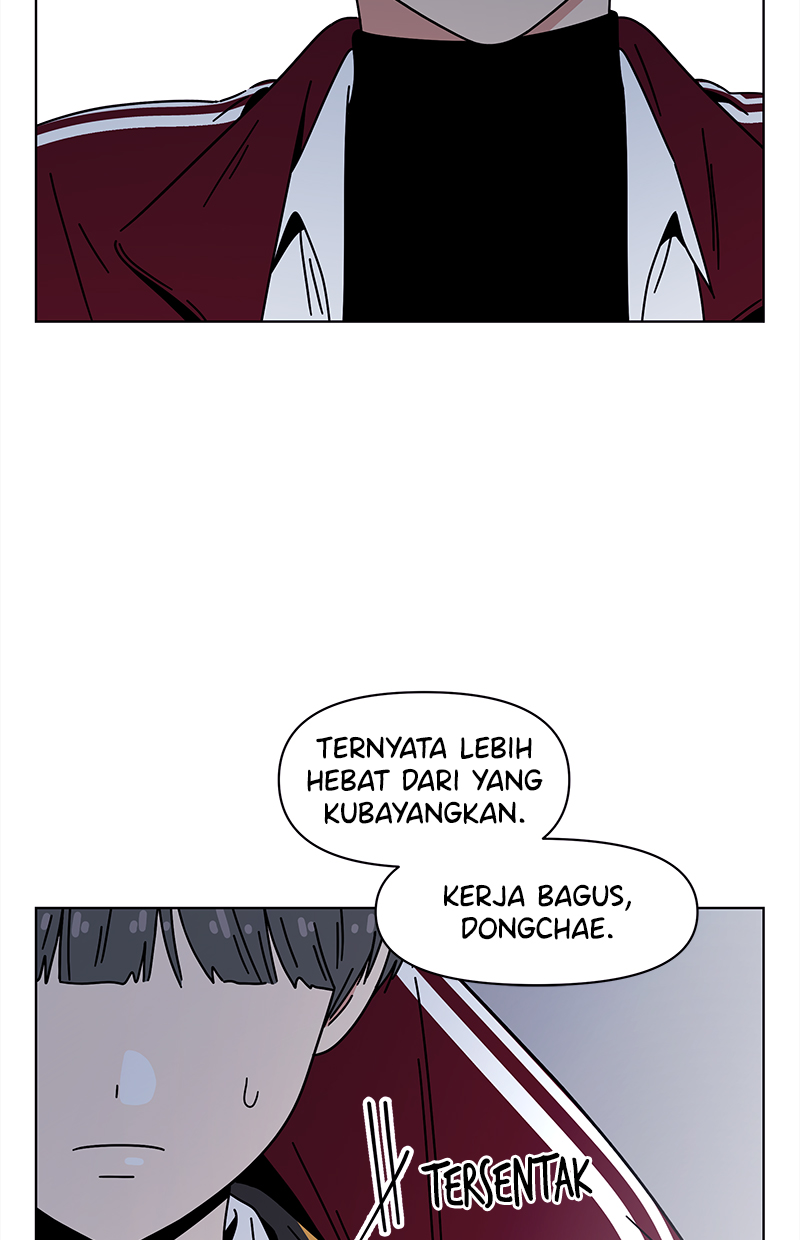 TERNYATA LEBIH
HEBAT DARI YANG
KUBAYANGKAN.
KERJA BAGUS,
DONGCHAE.
TERSENTAK